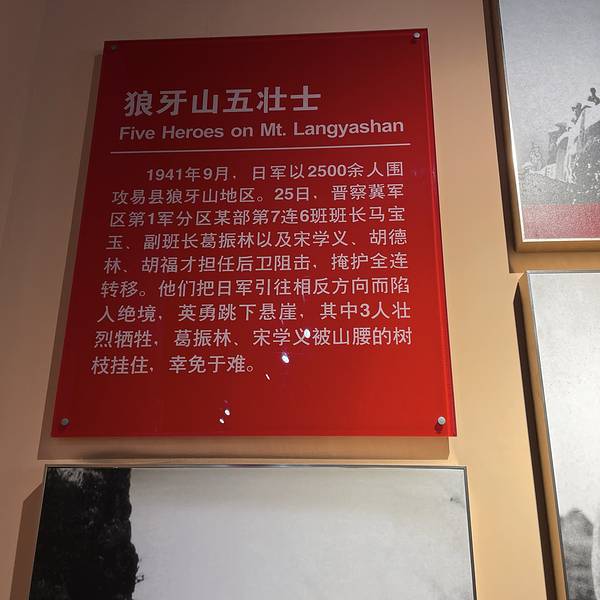 狼牙山五壮士
Five Heroes on Mt. Langyashan
1941年9月，日军以2500余人围
攻易县狼牙山地区。25日，晋察冀军
区第1军分区某部第7连6班班长马宝
玉、副班长葛振林以及宋学义、胡德
林、胡福才担任后卫阻击，掩护全连
转移。他们把日军引往相反方向而陷
入绝境，英勇跳下悬崖，其中3人壮
烈牺牲，葛振林、宋学义被山腰的树
枝挂住，幸免于难。